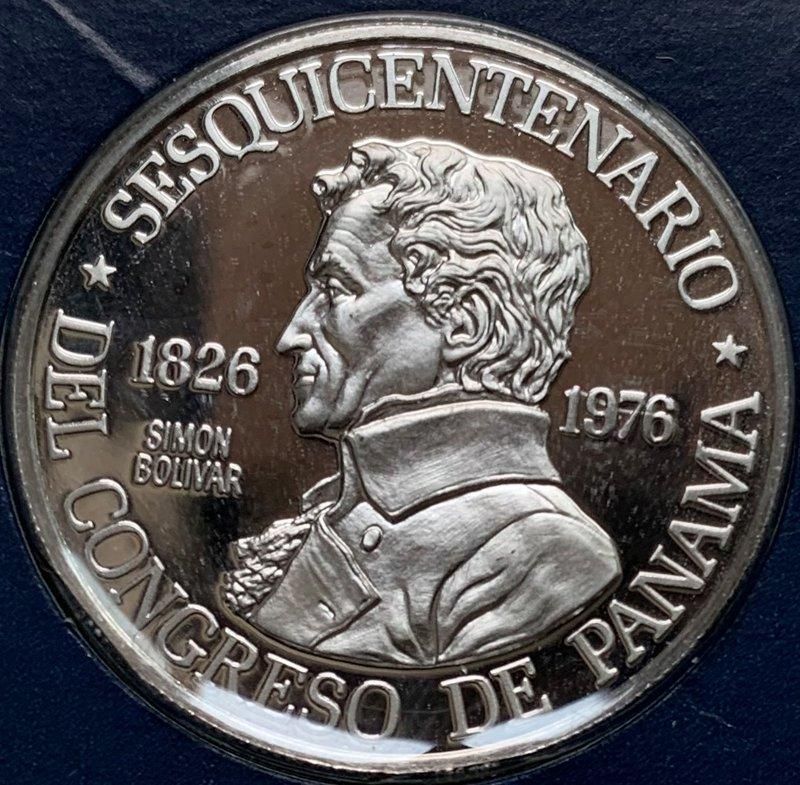 SESQUICENTENARIO
DEL CONGRESO DE PANAMA
1826
1976
SIMON
BOLIVAR